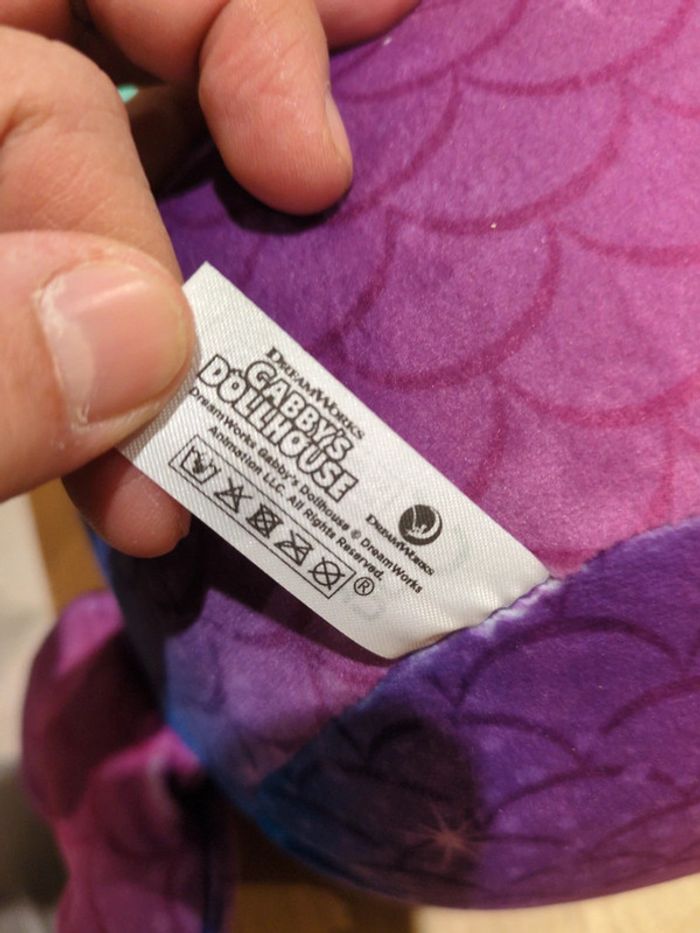 DREAMWORKS
GABBY'S
DOLLHOUSE
DreamWorks Gabby's Dollhouse © DreamWorks
Animation LLC. All Rights Reserved.
®
DREAMWORKS